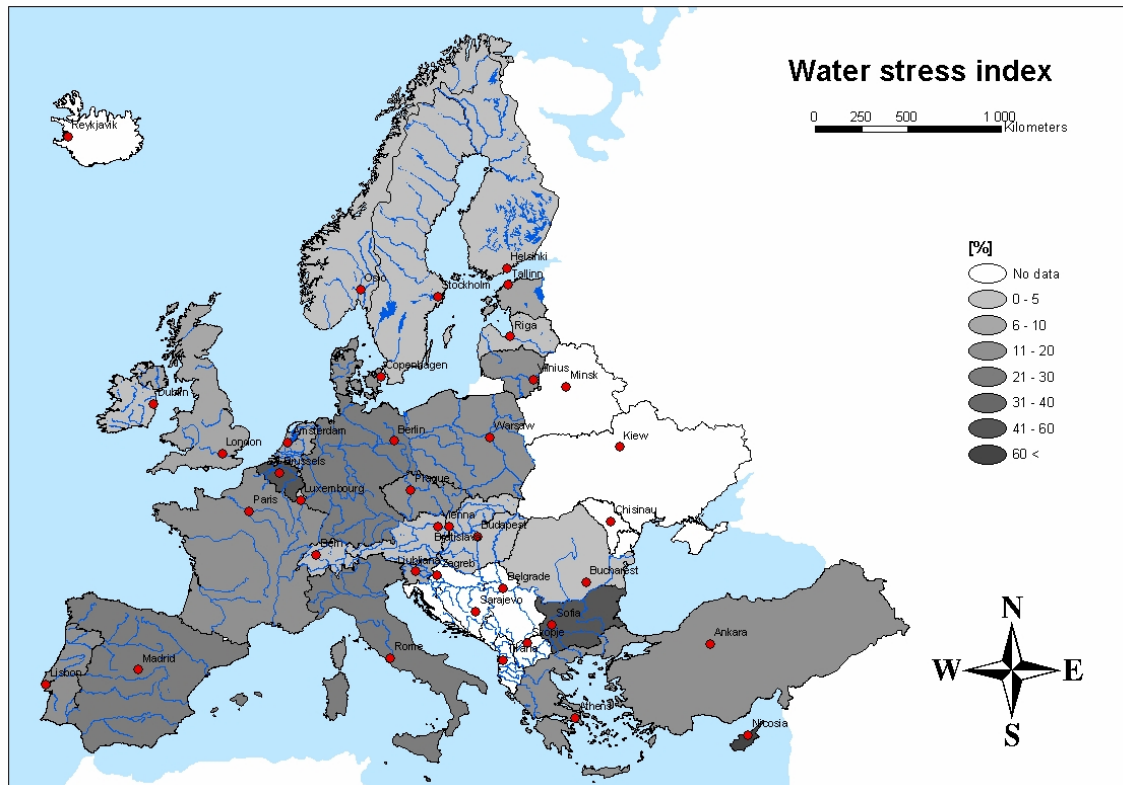 Water stress index
0 250 500 1 000
Kilometers
Reykjavik
[%]
No data
0 - 5
6 - 10
11 - 20
21 - 30
31 - 40
41 - 60
60 <
Helsinki
Tallinn
Oslo
Stockholm
Riga
Copenhagen
Vilnius
Minsk
Dublin
London
Amsterdam
Berlin
Warsaw
Kiew
Brussels
Luxembourg
Prague
Paris
Vienna
Bratislava
Budapest
Chisinau
Bern
Ljubljana
Zagreb
Belgrade
Bucharest
Sarajevo
Sofia
Skopje
Tirana
Rome
Madrid
Lisbon
Ankara
Athens
Nicosia
N
W E
S